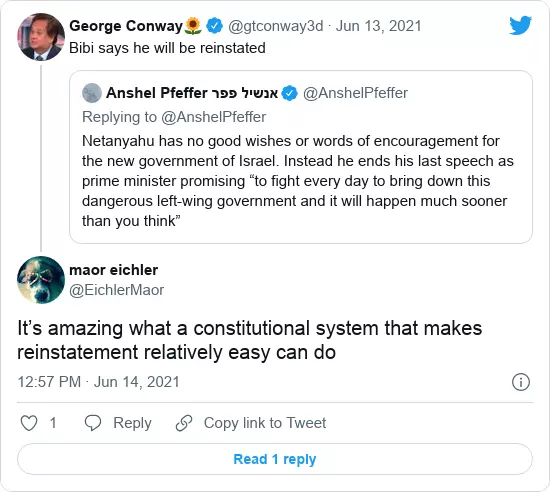 George Conway🌻 @gtconway3d · Jun 13, 2021
Bibi says he will be reinstated
Anshel Pfeffer אנשיל פפר @AnshelPfeffer
Replying to @AnshelPfeffer
Netanyahu has no good wishes or words of encouragement for
the new government of Israel. Instead he ends his last speech as
prime minister promising “to fight every day to bring down this
dangerous left-wing government and it will happen much sooner
than you think”
maor eichler
@EichlerMaor
It’s amazing what a constitutional system that makes
reinstatement relatively easy can do
12:57 PM · Jun 14, 2021
1 Reply Copy link to Tweet
Read 1 reply